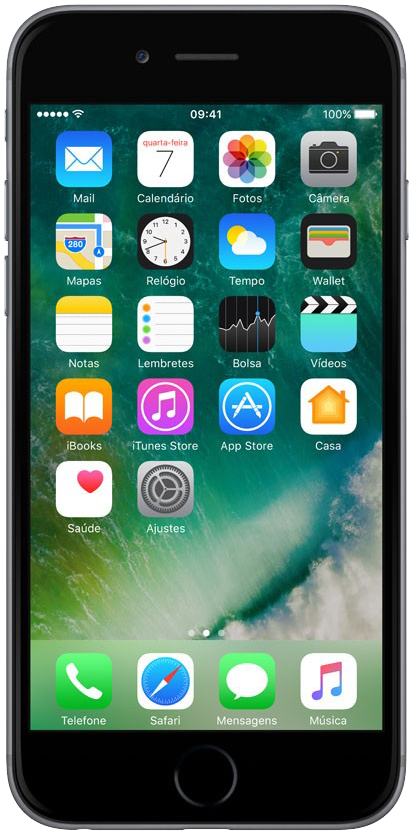 09:41
100%
quarta-feira
7
Mail
Calendário
Fotos
Câmera
280
Mapas
Relógio
Tempo
Wallet
Notas
Lembretes
Bolsa
Vídeos
iBooks
iTunes Store
App Store
Casa
Saúde
Ajustes
Telefone
Safari
Mensagens
Música